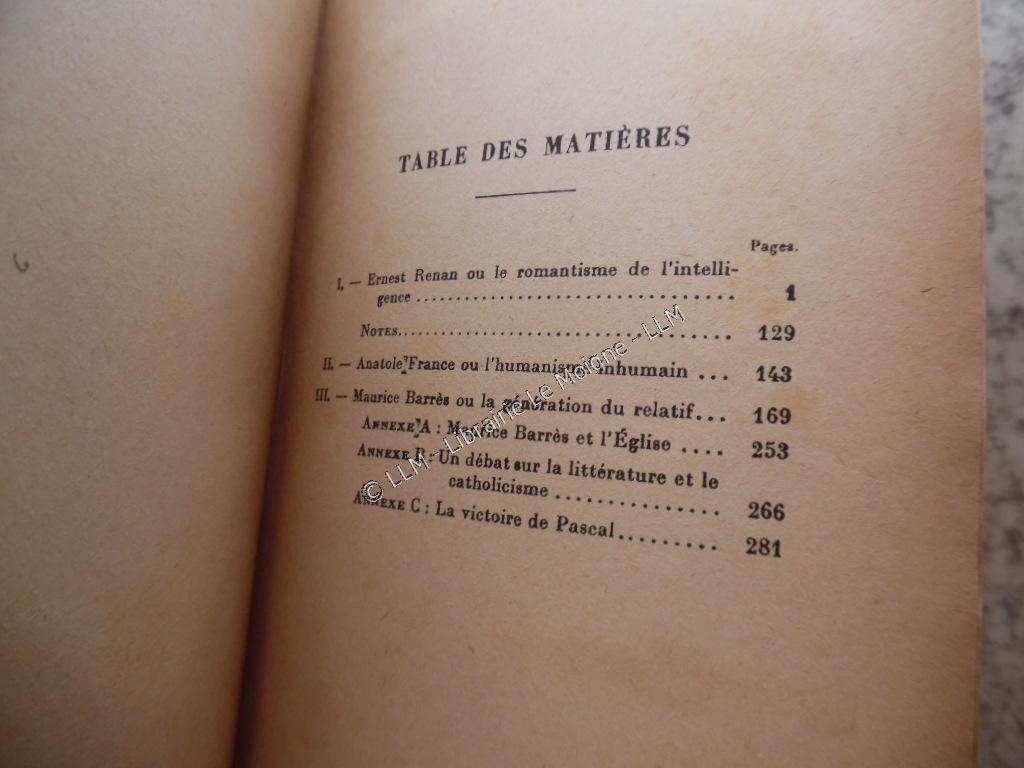 TABLE DES MATIÈRES
Pages.
I. — Ernest Renan ou le romantisme de l'intelli-
gence .................................. 1
NOTES.................................. 129
II. — Anatole France ou l'humanisme inhumain ... 143
III. — Maurice Barrès ou la génération du relatif... 169
ANNEXE A : Maurice Barrès et l'Église .... 253
ANNEXE B : Un débat sur la littérature et le
catholicisme ............... 266
ANNEXE C : La victoire de Pascal......... 281
© LLM - Librairie Le Moigne - LLM